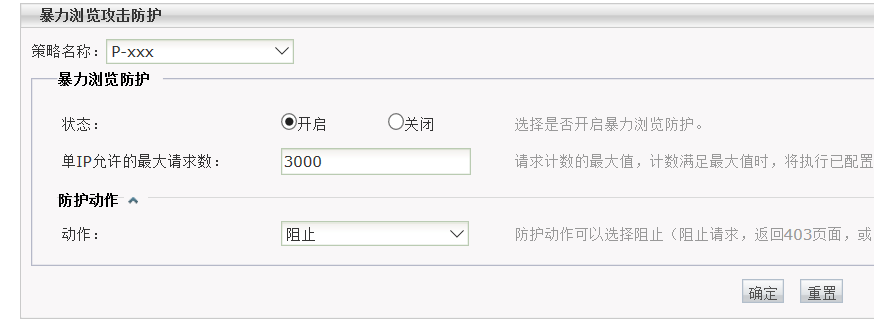 暴力浏览攻击防护
策略名称： P-xxx
暴力浏览防护
状态： 开启 关闭 选择是否开启暴力浏览防护。
单IP允许的最大请求数： 3000 请求计数的最大值，计数满足最大值时，将执行已配置
防护动作
动作： 阻止 防护动作可以选择阻止（阻止请求，返回403页面，或
确定 重置